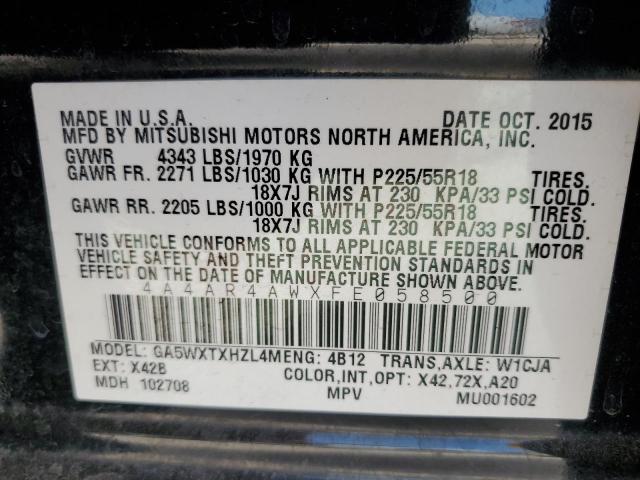 MADE IN U.S.A. DATE OCT. 2015
MFD BY MITSUBISHI MOTORS NORTH AMERICA, INC.
GVWR 4343 LBS/1970 KG
GAWR FR. 2271 LBS/1030 KG WITH P225/55R18 TIRES.
18X7J RIMS AT 230 KPA/33 PSI COLD.
GAWR RR. 2205 LBS/1000 KG WITH P225/55R18 TIRES.
18X7J RIMS AT 230 KPA/33 PSI COLD.
THIS VEHICLE CONFORMS TO ALL APPLICABLE FEDERAL MOTOR
VEHICLE SAFETY AND THEFT PREVENTION STANDARDS IN
EFFECT ON THE DATE OF MANUFACTURE SHOWN ABOVE.
4A4AR4AWXFE058500
MODEL: GA5WXTXHZL4MENG: 4B12 TRANS,AXLE: W1CJA
EXT: X42B COLOR,INT,OPT: X42,72X,A20
MDH 102708 MPV MU001602